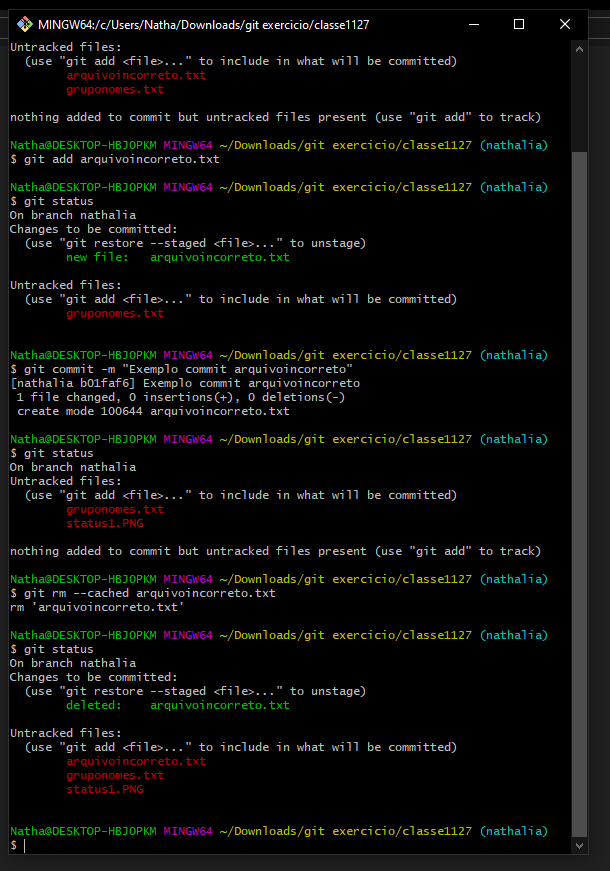 MINGW64:/c/Users/Natha/Downloads/git exercicio/classe1127
Untracked files:
  (use "git add <file>..." to include in what will be committed)
        arquivoincorreto.txt
        gruponomes.txt

nothing added to commit but untracked files present (use "git add" to track)

Natha@DESKTOP-HBJOPKM MINGW64 ~/Downloads/git exercicio/classe1127 (nathalia)
$ git add arquivoincorreto.txt

Natha@DESKTOP-HBJOPKM MINGW64 ~/Downloads/git exercicio/classe1127 (nathalia)
$ git status
On branch nathalia
Changes to be committed:
  (use "git restore --staged <file>..." to unstage)
        new file:   arquivoincorreto.txt

Untracked files:
  (use "git add <file>..." to include in what will be committed)
        gruponomes.txt


Natha@DESKTOP-HBJOPKM MINGW64 ~/Downloads/git exercicio/classe1127 (nathalia)
$ git commit -m "Exemplo commit arquivoincorreto"
[nathalia b01faf6] Exemplo commit arquivoincorreto
 1 file changed, 0 insertions(+), 0 deletions(-)
 create mode 100644 arquivoincorreto.txt

Natha@DESKTOP-HBJOPKM MINGW64 ~/Downloads/git exercicio/classe1127 (nathalia)
$ git status
On branch nathalia
Untracked files:
  (use "git add <file>..." to include in what will be committed)
        gruponomes.txt
        status1.PNG

nothing added to commit but untracked files present (use "git add" to track)

Natha@DESKTOP-HBJOPKM MINGW64 ~/Downloads/git exercicio/classe1127 (nathalia)
$ git rm --cached arquivoincorreto.txt
rm 'arquivoincorreto.txt'

Natha@DESKTOP-HBJOPKM MINGW64 ~/Downloads/git exercicio/classe1127 (nathalia)
$ git status
On branch nathalia
Changes to be committed:
  (use "git restore --staged <file>..." to unstage)
        deleted:    arquivoincorreto.txt

Untracked files:
  (use "git add <file>..." to include in what will be committed)
        arquivoincorreto.txt
        gruponomes.txt
        status1.PNG


Natha@DESKTOP-HBJOPKM MINGW64 ~/Downloads/git exercicio/classe1127 (nathalia)
$